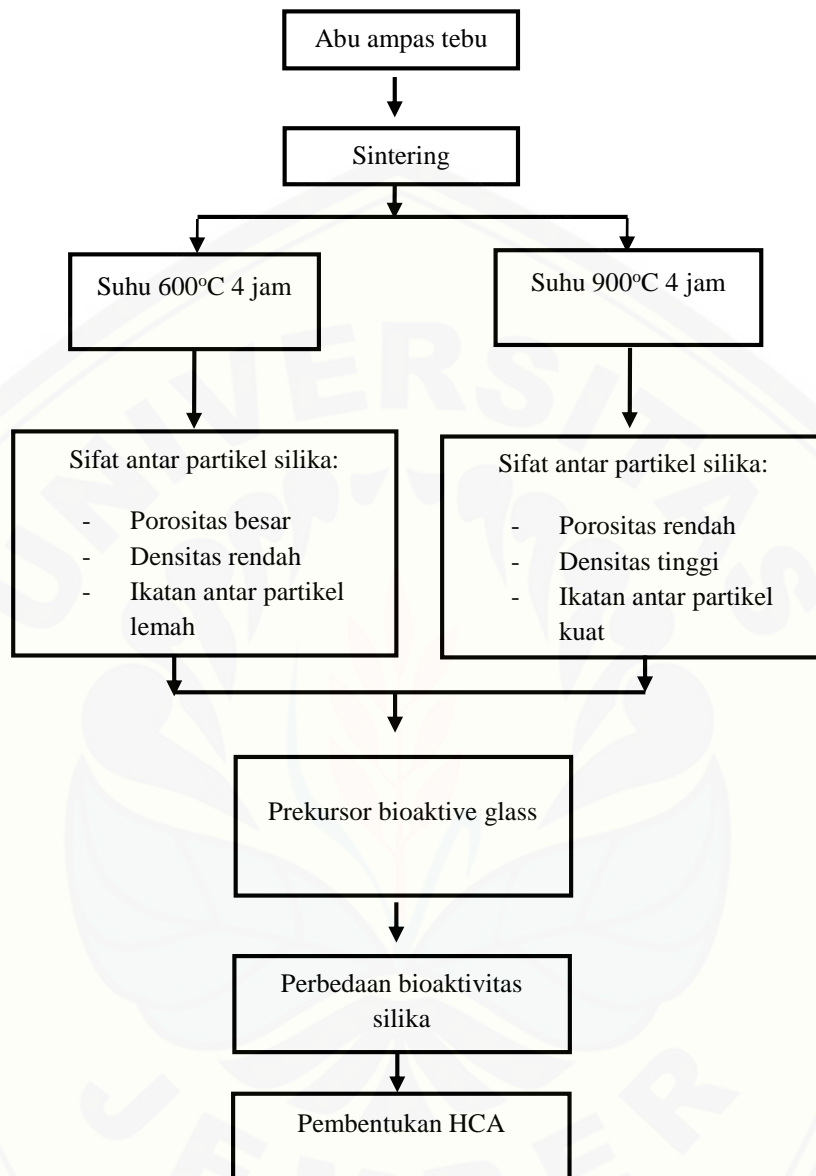 Abu ampas tebu
Sintering
Suhu 600°C 4 jam
Suhu 900°C 4 jam
Sifat antar partikel silika:
- Porositas besar
- Densitas rendah
- Ikatan antar partikel
lemah
Sifat antar partikel silika:
- Porositas rendah
- Densitas tinggi
- Ikatan antar partikel
kuat
Prekursor bioaktive glass
Perbedaan bioaktivitas
silika
Pembentukan HCA
UNIVERSITAS
JEMBER